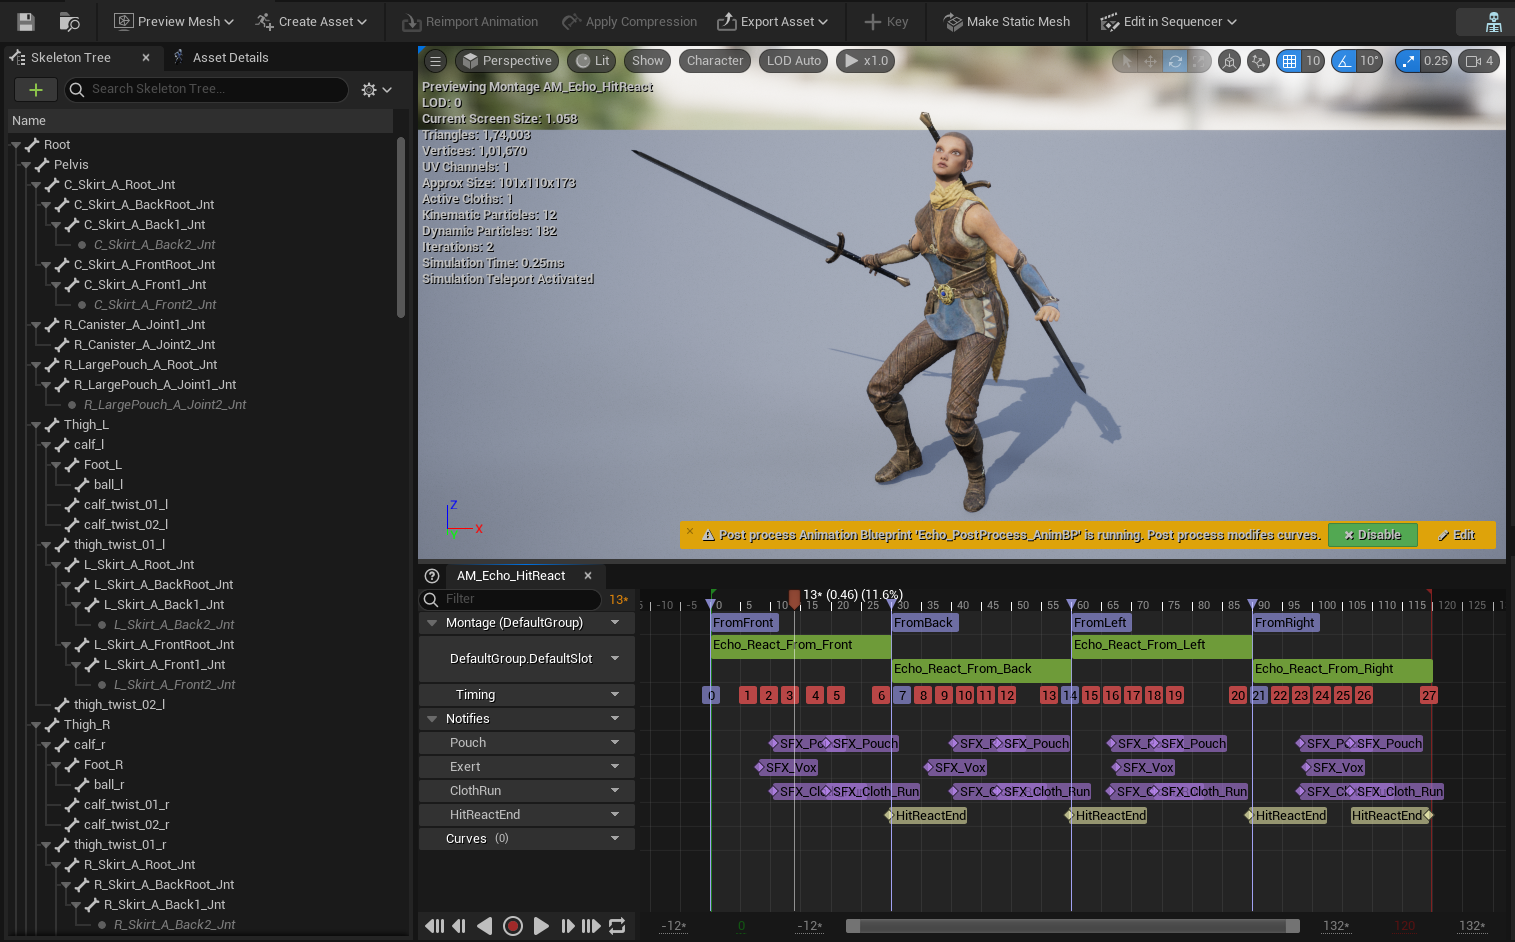 Preview Mesh
Create Asset
Reimport Animation
Apply Compression
Export Asset
Key
Make Static Mesh
Edit in Sequencer
Skeleton Tree
Asset Details
Search Skeleton Tree...
Name
Root
Pelvis
C_Skirt_A_Root_Jnt
C_Skirt_A_BackRoot_Jnt
C_Skirt_A_Back1_Jnt
C_Skirt_A_Back2_Jnt
C_Skirt_A_FrontRoot_Jnt
C_Skirt_A_Front1_Jnt
C_Skirt_A_Front2_Jnt
R_Canister_A_Joint1_Jnt
R_Canister_A_Joint2_Jnt
R_LargePouch_A_Root_Jnt
R_LargePouch_A_Joint1_Jnt
R_LargePouch_A_Joint2_Jnt
Thigh_L
calf_l
Foot_L
ball_l
calf_twist_01_l
calf_twist_02_l
thigh_twist_01_l
L_Skirt_A_Root_Jnt
L_Skirt_A_BackRoot_Jnt
L_Skirt_A_Back1_Jnt
L_Skirt_A_Back2_Jnt
L_Skirt_A_FrontRoot_Jnt
L_Skirt_A_Front1_Jnt
L_Skirt_A_Front2_Jnt
thigh_twist_02_l
Thigh_R
calf_r
Foot_R
ball_r
calf_twist_01_r
calf_twist_02_r
thigh_twist_01_r
R_Skirt_A_Root_Jnt
R_Skirt_A_BackRoot_Jnt
R_Skirt_A_Back1_Jnt
R_Skirt_A_Back2_Jnt
Perspective
Lit
Show
Character
LOD Auto
x1.0
10
10°
0.25
4
Previewing Montage AM_Echo_HitReact
LOD: 0
Current Screen Size: 1.058
Triangles: 1,74,003
Vertices: 1,01,670
UV Channels: 1
Approx Size: 101x110x173
Active Cloths: 1
Kinematic Particles: 12
Dynamic Particles: 182
Iterations: 2
Simulation Time: 0.25ms
Simulation Teleport Activated
Z
X
Y
Post process Animation Blueprint 'Echo_PostProcess_AnimBP' is running. Post process modifes curves.
Disable
Edit
AM_Echo_HitReact
Filter
13*
13* (0.46) (11.6%)
-10 -5 0 5 10 20 25 30 35 40 45 50 55 60 65 70 75 80 85 90 95 100 105 110 115 120 125
Montage (DefaultGroup)
FromFront
FromBack
FromLeft
FromRight
DefaultGroup.DefaultSlot
Echo_React_From_Front
Echo_React_From_Left
Echo_React_From_Back
Echo_React_From_Right
Timing
0 1 2 3 4 5 6 7 8 9 10 11 12 13 14 15 16 17 18 19 20 21 22 23 24 25 26 27
Notifies
Pouch
SFX_Po SFX_Pouch SFX_ SFX_Pouch SFX_ SFX_Pouch SFX_Po SFX_Pouch
Exert
SFX_Vox SFX_Vox SFX_Vox SFX_Vox
ClothRun
SFX_Cl SFX_Cloth_Run SFX_C SFX_Cloth_Run SFX_ SFX_Cloth_Run SFX_Cl SFX_Cloth_Run
HitReactEnd
HitReactEnd HitReactEnd HitReactEnd HitReactEnd
Curves (0)
-12* 0 -12* 132* 120 132*